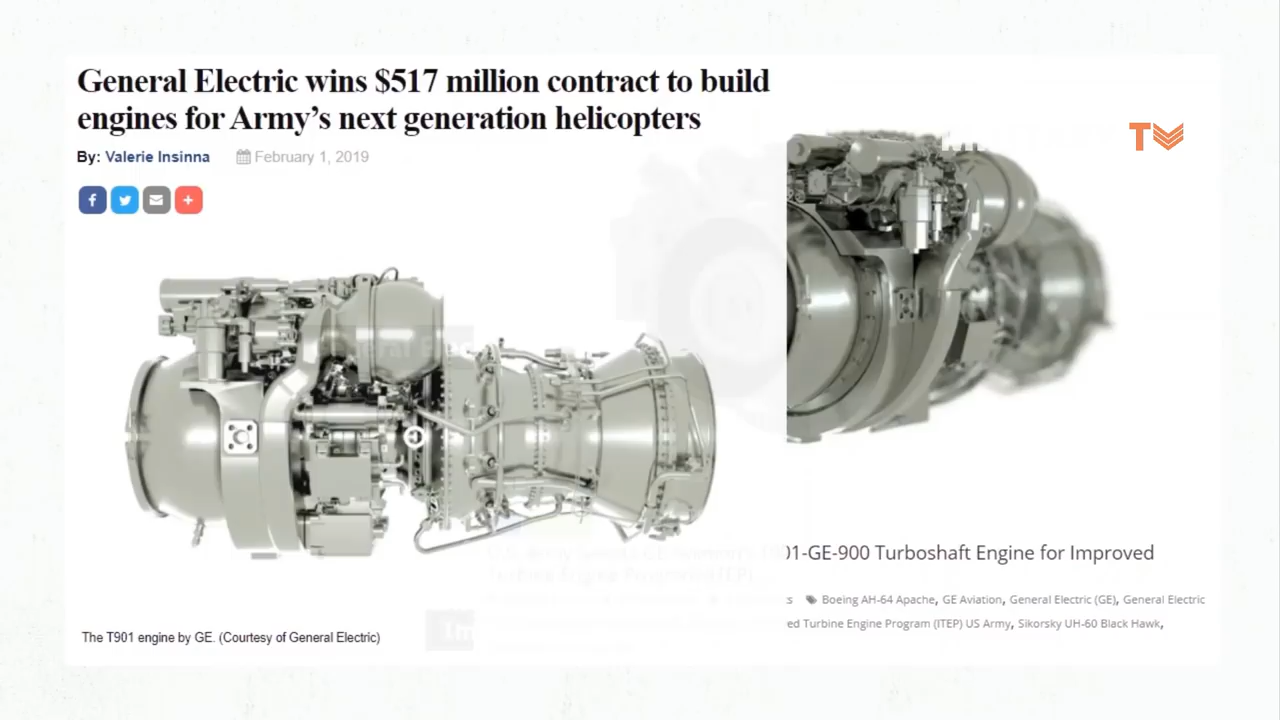 General Electric wins $517 million contract to build
engines for Army's next generation helicopters
By: Valerie Insinna February 1, 2019
The T901 engine by GE. (Courtesy of General Electric)
01-GE-900 Turboshaft Engine for Improved
Boeing AH-64 Apache, GE Aviation, General Electric (GE), General Electric
ed Turbine Engine Program (ITEP) US Army, Sikorsky UH-60 Black Hawk,